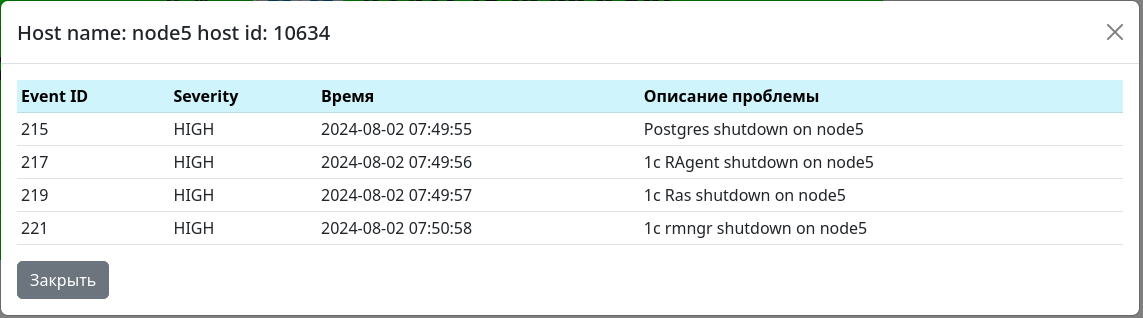 Host name: node5 host id: 10634
Event ID Severity Время Описание проблемы
215 HIGH 2024-08-02 07:49:55 Postgres shutdown on node5
217 HIGH 2024-08-02 07:49:56 1c RAgent shutdown on node5
219 HIGH 2024-08-02 07:49:57 1c Ras shutdown on node5
221 HIGH 2024-08-02 07:50:58 1c rmngr shutdown on node5
Закрыть